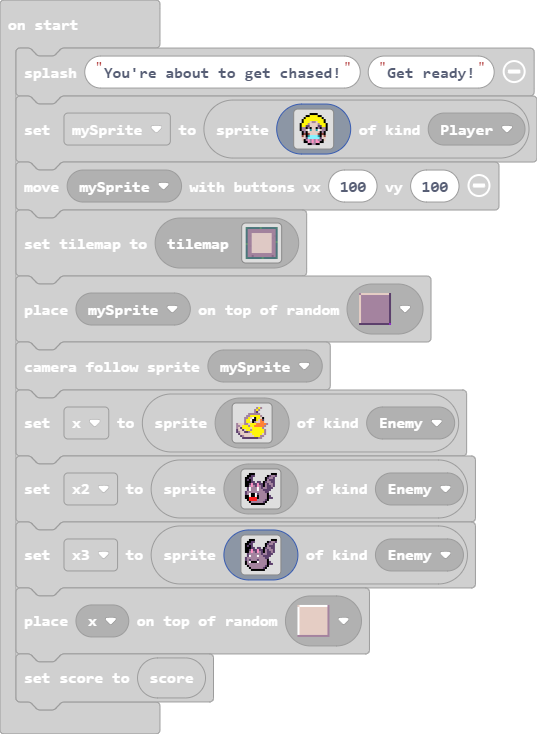 on start
splash "You're about to get chased!" "Get ready!"
set mySprite to sprite of kind Player
move mySprite with buttons vx 100 vy 100
set tilemap to tilemap
place mySprite on top of random
camera follow sprite mySprite
set x to sprite of kind Enemy
set x2 to sprite of kind Enemy
set x3 to sprite of kind Enemy
place x on top of random
set score to score